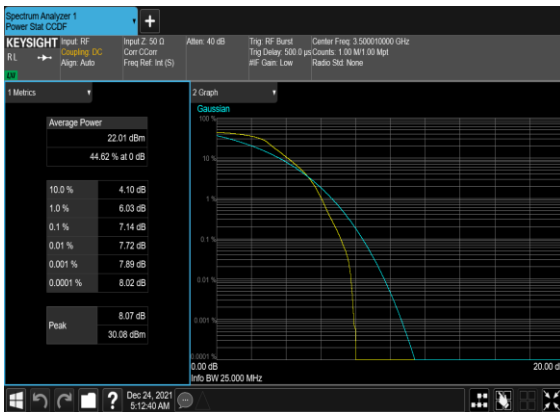 Spectrum Analyzer 1
Power Stat CCDF
+
KEYSIGHT
RL
LV
Input: RF
Coupling: DC
Align: Auto
Input Z: 50 Ω
Corr CCorr
Freq Ref: Int (S)
Atten: 40 dB
Trig: RF Burst
Trig Delay: 500.0 µs
#IF Gain: Low
Center Freq: 3.500010000 GHz
Counts: 1.00 M/1.00 Mpt
Radio Std: None
1 Metrics
Average Power
22.01 dBm
44.62 % at 0 dB
10.0 % 4.10 dB
1.0 % 6.03 dB
0.1 % 7.14 dB
0.01 % 7.72 dB
0.001 % 7.89 dB
0.0001 % 8.02 dB
Peak
8.07 dB
30.08 dBm
2 Graph
Gaussian
100 %
10 %
1 %
0.1 %
0.01 %
0.001 %
0.0001 %
0.00 dB
20.00 d
Info BW 25.000 MHz
?
Dec 24, 2021
5:12:40 AM